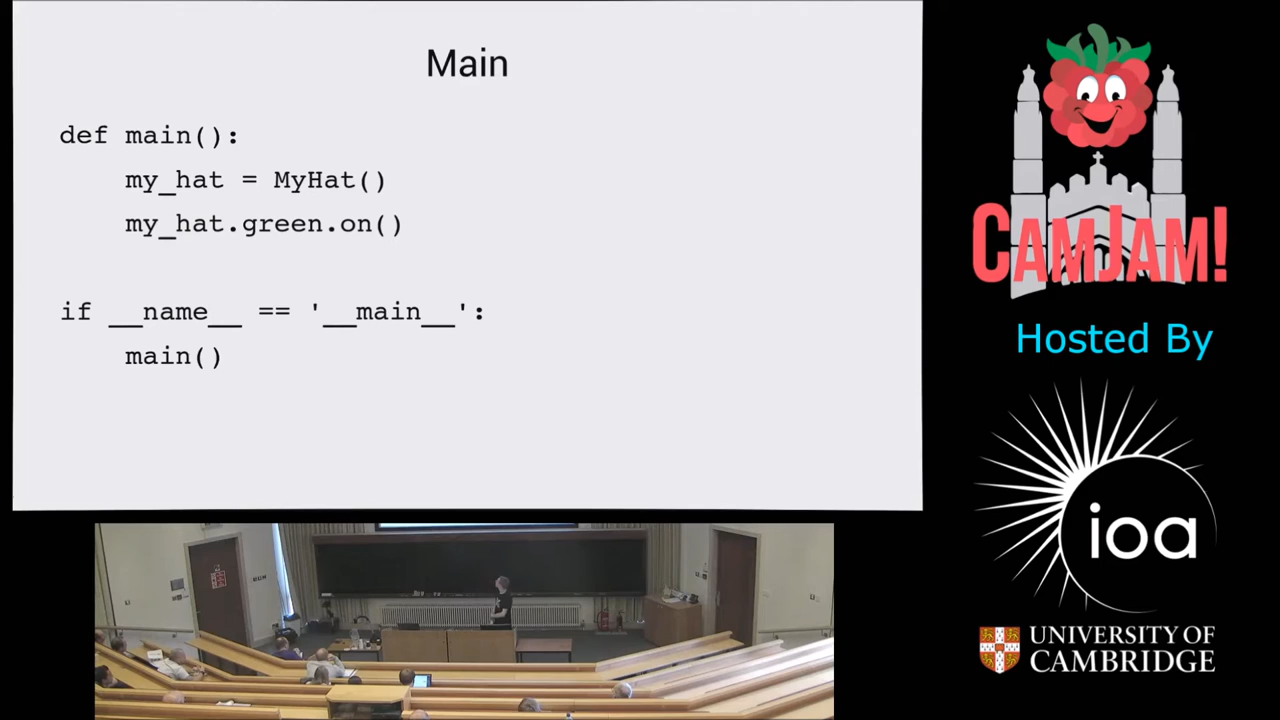 Main
def main():
    my_hat = MyHat()
    my_hat.green.on()
if __name__ == '__main__':
    main()
CAMJAM!
Hosted By
ioa
UNIVERSITY OF
CAMBRIDGE